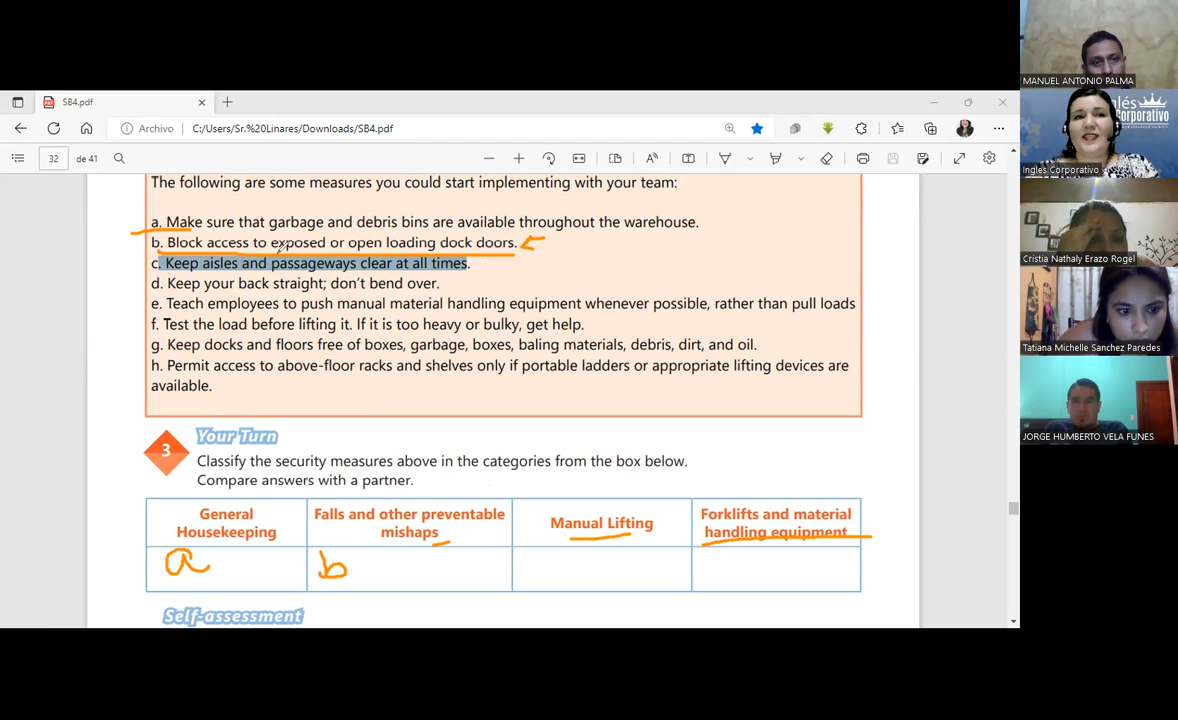 SB4.pdf
Archivo
C:/Users/Sr.%20Linares/Downloads/SB4.pdf
32
de 41
The following are some measures you could start implementing with your team:
a. Make sure that garbage and debris bins are available throughout the warehouse.
b. Block access to exposed or open loading dock doors.
c. Keep aisles and passageways clear at all times.
d. Keep your back straight; don't bend over.
e. Teach employees to push manual material handling equipment whenever possible, rather than pull loads
f. Test the load before lifting it. If it is too heavy or bulky, get help.
g. Keep docks and floors free of boxes, garbage, boxes, baling materials, debris, dirt, and oil.
h. Permit access to above-floor racks and shelves only if portable ladders or appropriate lifting devices are
available.
3
Your Turn
Classify the security measures above in the categories from the box below.
Compare answers with a partner.
General
Housekeeping
Falls and other preventable
mishaps
Manual Lifting
Forklifts and material
handling equipment
a
b
Self-assessment
MANUEL ANTONIO PALMA
Inglés Corporativo
Cristia Nathaly Erazo Rogel
Tatiana Michelle Sanchez Paredes
JORGE HUMBERTO VELA FUNES